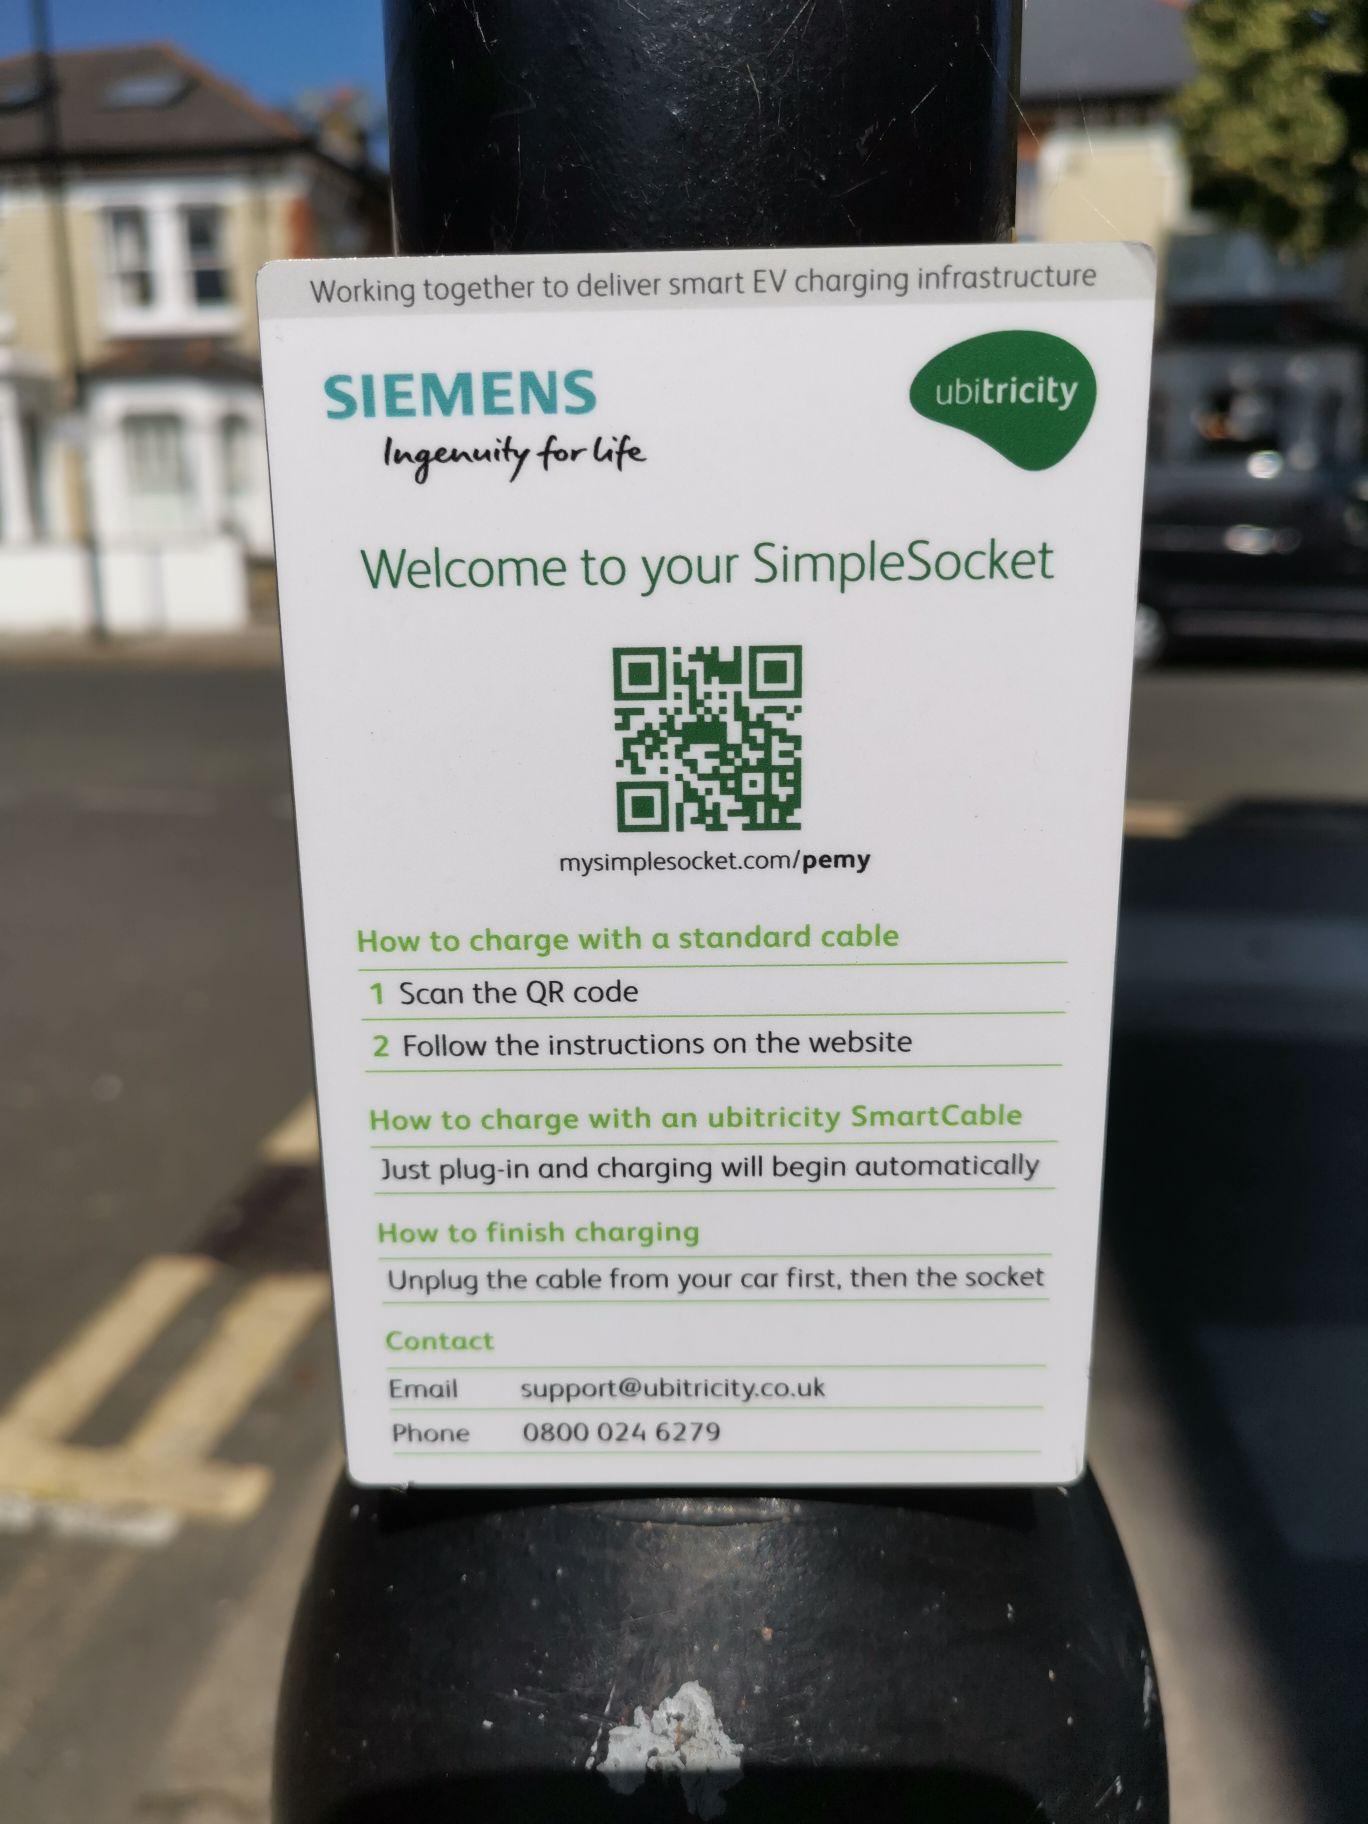 Working together to deliver smart EV charging infrastructure
SIEMENS
Ingenuity for life
ubitricity
Welcome to your SimpleSocket
mysimplesocket.com/pemy
How to charge with a standard cable
1 Scan the QR code
2 Follow the instructions on the website
How to charge with an ubitricity SmartCable
Just plug-in and charging will begin automatically
How to finish charging
Unplug the cable from your car first, then the socket
Contact
Email support@ubitricity.co.uk
Phone 0800 024 6279